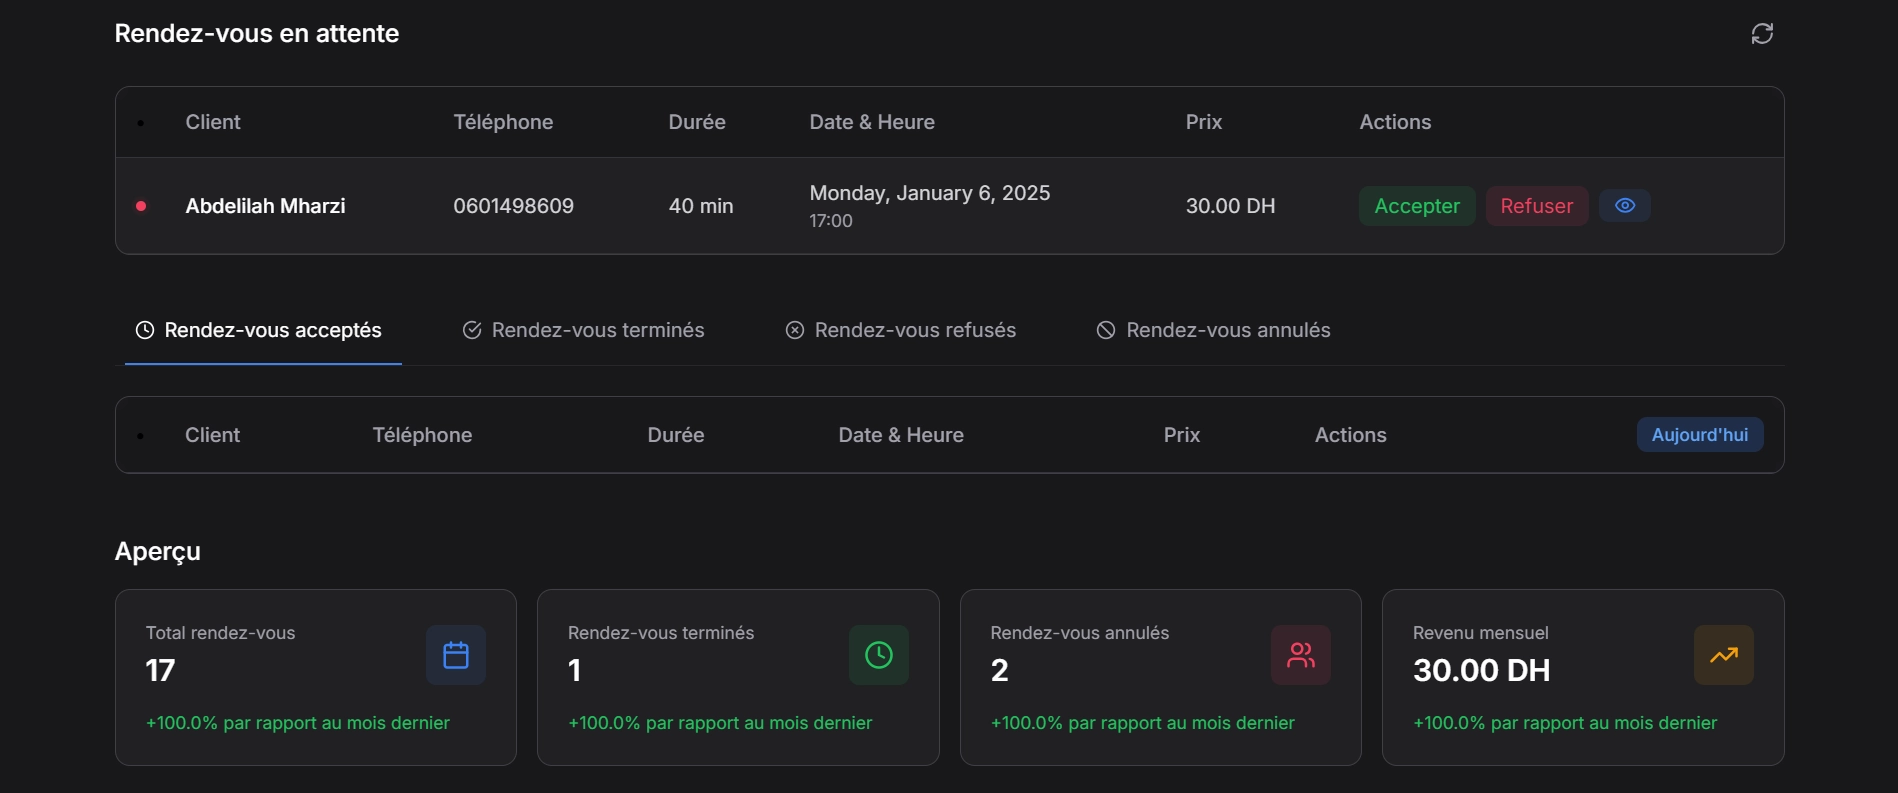 Rendez-vous en attente
Client Téléphone Durée Date & Heure Prix Actions
Abdelilah Mharzi 0601498609 40 min Monday, January 6, 2025 30.00 DH Accepter Refuser
17:00
Rendez-vous acceptés Rendez-vous terminés Rendez-vous refusés Rendez-vous annulés
Client Téléphone Durée Date & Heure Prix Actions Aujourd'hui
Aperçu
Total rendez-vous
17
+100.0% par rapport au mois dernier
Rendez-vous terminés
1
+100.0% par rapport au mois dernier
Rendez-vous annulés
2
+100.0% par rapport au mois dernier
Revenu mensuel
30.00 DH
+100.0% par rapport au mois dernier